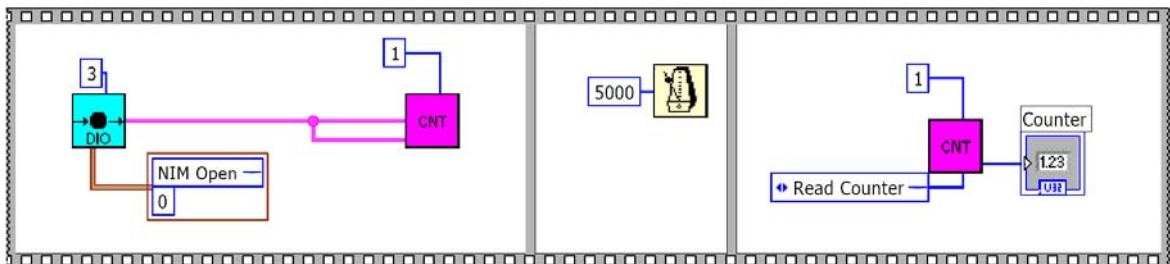 3
DIO
NIM Open
0
1
CNT
5000
1
CNT
Read Counter
Counter
1.23
U32